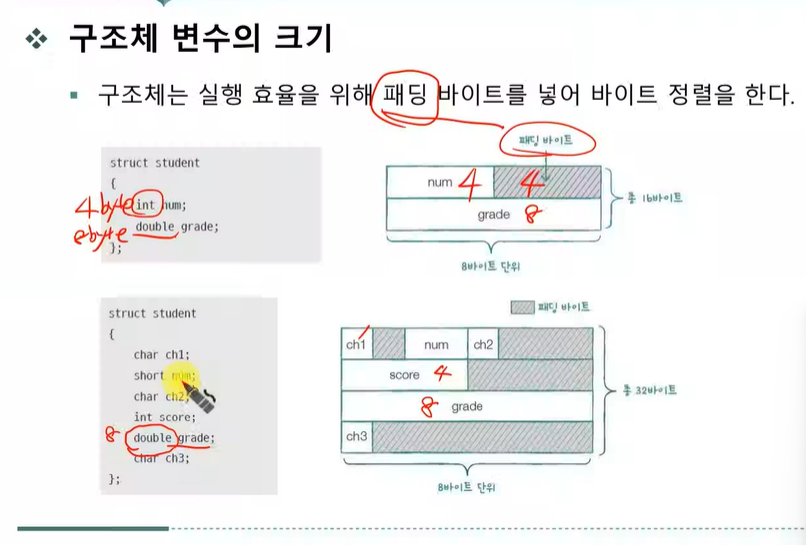 ❖ 구조체 변수의 크기
▪ 구조체는 실행 효율을 위해 패딩 바이트를 넣어 바이트 정렬을 한다.
패딩 바이트
struct student
{
4byte int num;
8byte double grade;
};
num 4 4
grade 8
총 16바이트
8바이트 단위
struct student
{
char ch1;
short num;
char ch2;
int score;
8 double grade;
char ch3;
};
패딩 바이트
ch1 1 num ch2
score 4
8 grade
ch3
총 32바이트
8바이트 단위